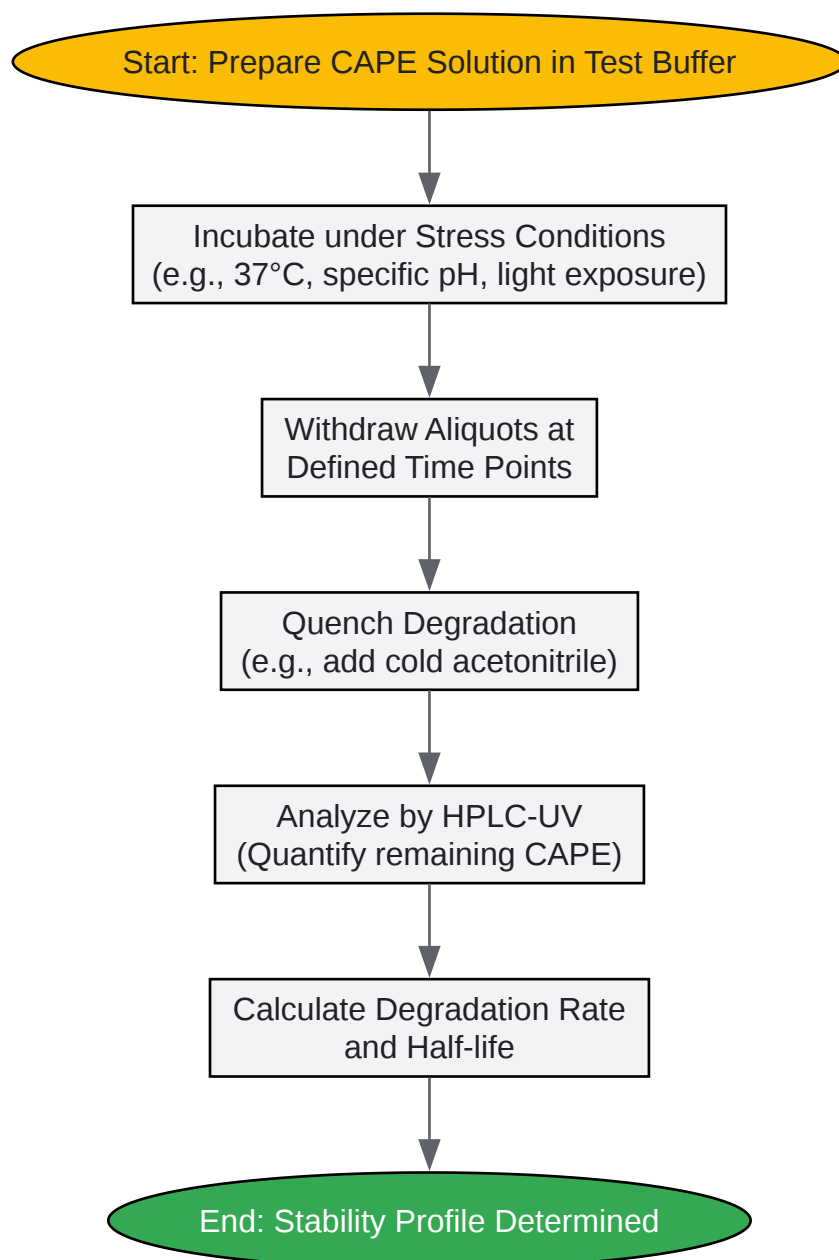 Start: Prepare CAPE Solution in Test Buffer
Incubate under Stress Conditions
(e.g., 37°C, specific pH, light exposure)
Withdraw Aliquots at
Defined Time Points
Quench Degradation
(e.g., add cold acetonitrile)
Analyze by HPLC-UV
(Quantify remaining CAPE)
Calculate Degradation Rate
and Half-life
End: Stability Profile Determined